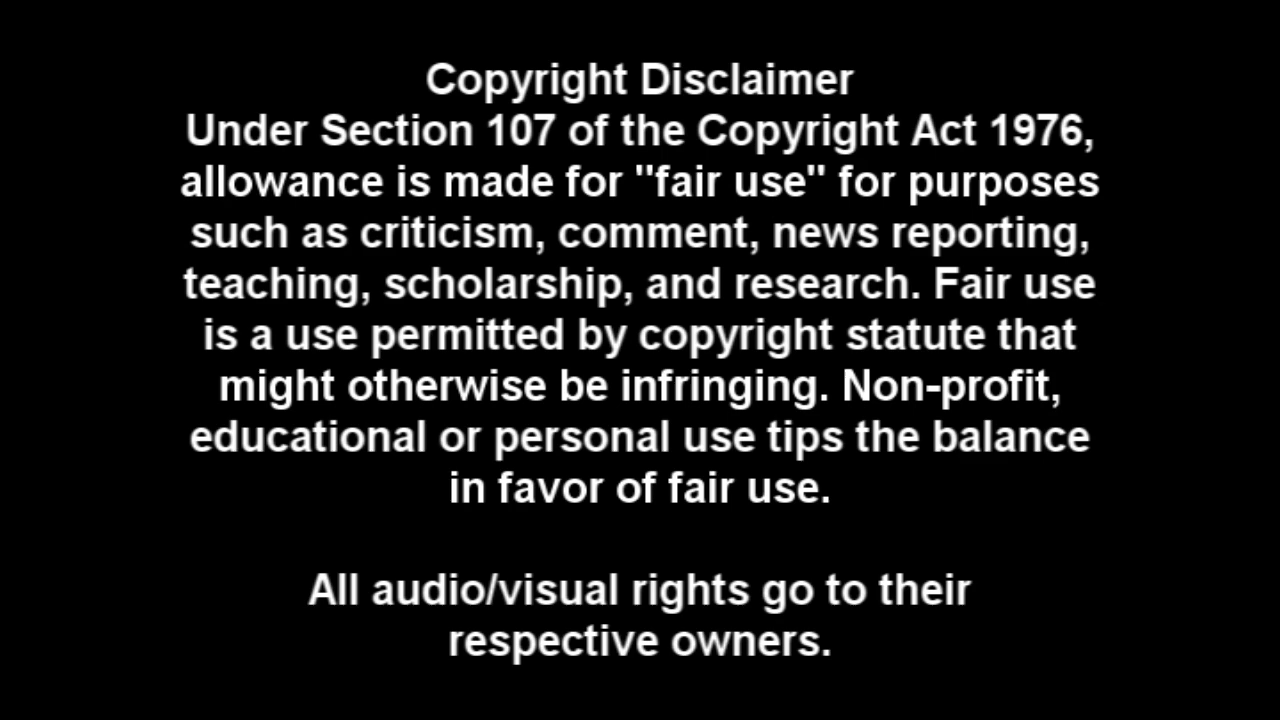 Copyright Disclaimer
Under Section 107 of the Copyright Act 1976,
allowance is made for "fair use" for purposes
such as criticism, comment, news reporting,
teaching, scholarship, and research. Fair use
is a use permitted by copyright statute that
might otherwise be infringing. Non-profit,
educational or personal use tips the balance
in favor of fair use.
All audio/visual rights go to their
respective owners.